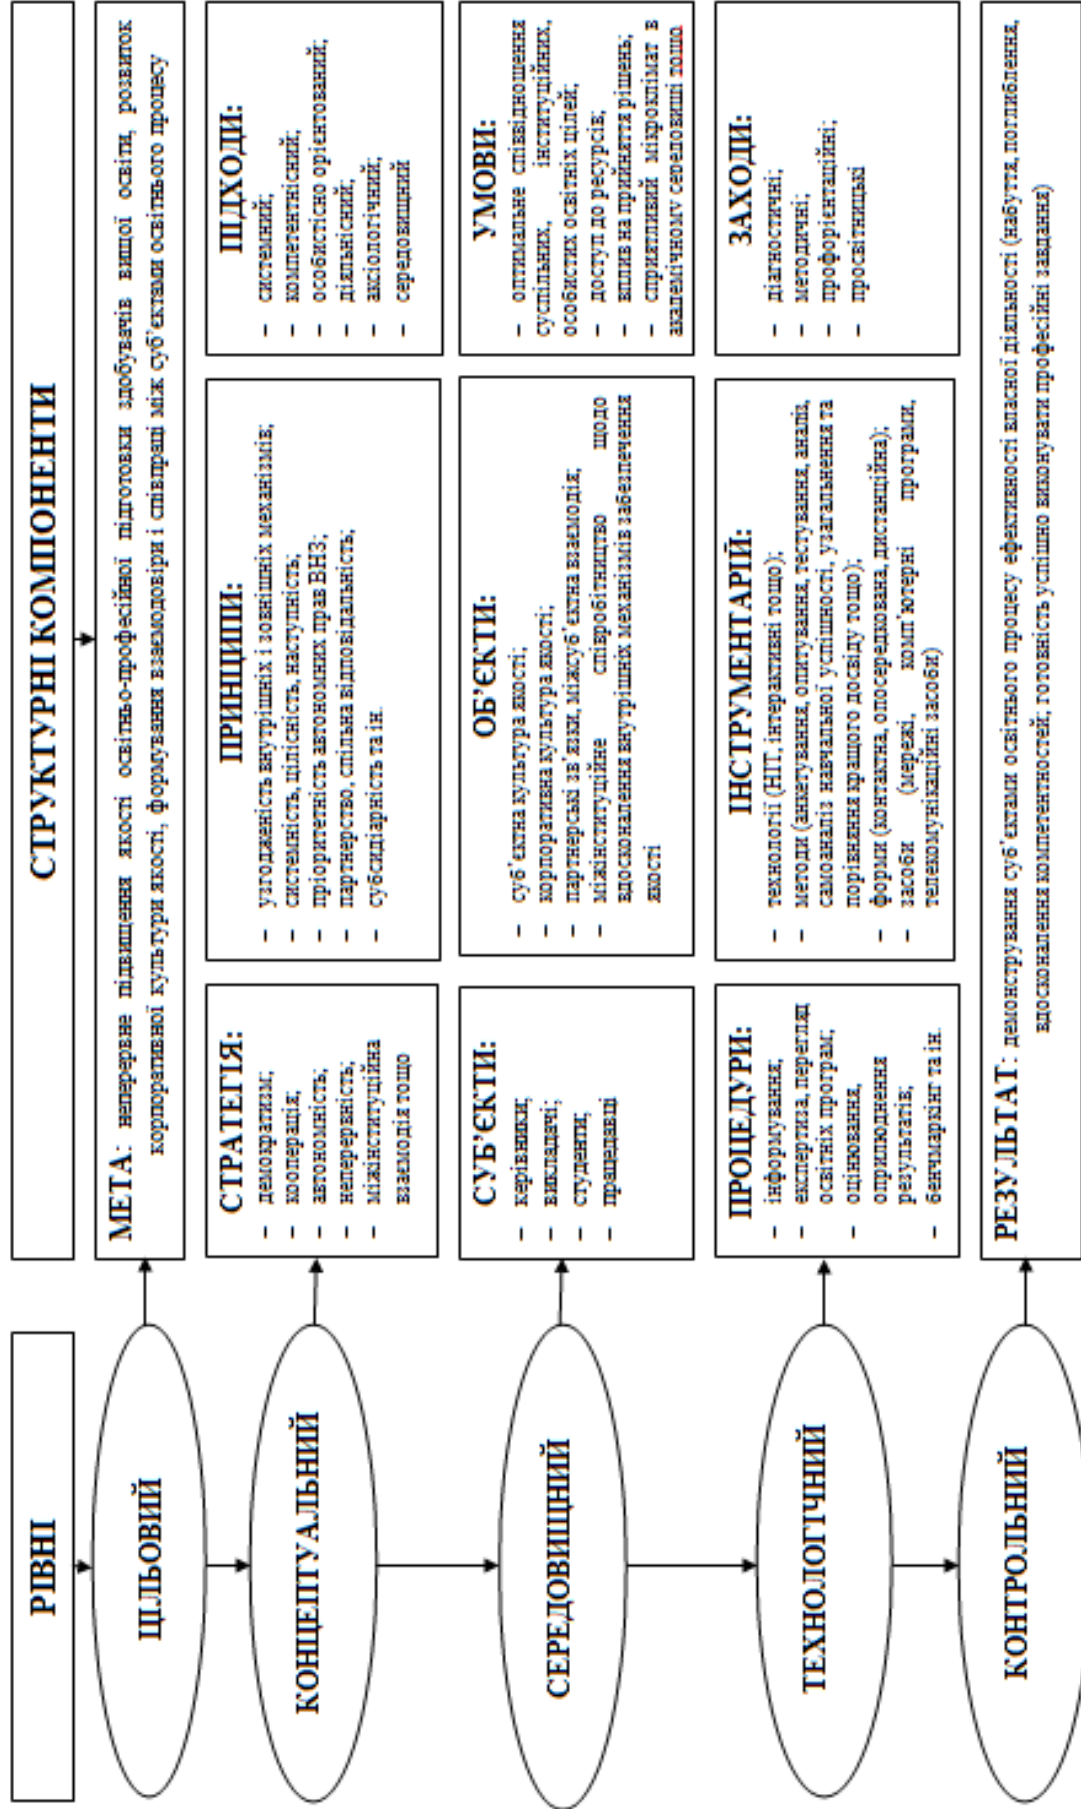 РІВНІ
СТРУКТУРНІ КОМПОНЕНТИ
ЦІЛЬОВИЙ
МЕТА: неперервне підвищення якості освітньо-професійної підготовки здобувачів вищої освіти, розвиток
корпоративної культури якості, формування взаємодовіри і співпраці між суб'єктами освітнього процесу
КОНЦЕПТУАЛЬНИЙ
СТРАТЕГІЯ:
– демократизм;
– кооперація;
– автономність;
– неперервність;
– міжінституційна
взаємодія тощо
ПРИНЦИПИ:
– узгодженість внутрішніх і зовнішніх механізмів;
– системність, цілісність, наступність;
– пріоритетність автономних прав ВНЗ;
– партнерство, спільна відповідальність;
– субсидіарність та ін.
ПІДХОДИ:
– системний;
– компетентнісний;
– особистісно орієнтований;
– діяльнісний;
– аксіологічний;
– середовищний
СЕРЕДОВИЩНИЙ
СУБ'ЄКТИ:
– керівники;
– викладачі;
– студенти;
– працедавці
ОБ'ЄКТИ:
– суб'єктна культура якості;
– корпоративна культура якості;
– партнерські зв'язки, міжсуб'єктна взаємодія;
– міжінституційне співробітництво щодо
вдосконалення внутрішніх механізмів забезпечення
якості
УМОВИ:
– оптимальне співвідношення
суспільних, інституційних,
особистих освітніх цілей;
– доступ до ресурсів;
– вплив на прийняття рішень;
– сприятливий мікроклімат в
академічному середовищі тощо
ТЕХНОЛОГІЧНИЙ
ПРОЦЕДУРИ:
– інформування;
– експертиза, перегляд
освітніх програм;
– оцінювання,
оприлюднення
результатів;
– бенчмаркінг та ін.
ІНСТРУМЕНТАРІЙ:
– технології (НІТ, інтерактивні тощо);
– методи (анкетування, опитування, тестування, аналіз,
самоаналіз навчальної успішності, узагальнення та
порівняння кращого досвіду тощо);
– форми (контактна, опосередкована, дистанційна);
– засоби (мережі, комп'ютерні програми,
телекомунікаційні засоби)
ЗАХОДИ:
– діагностичні;
– методичні;
– профорієнтаційні;
– просвітницькі
КОНТРОЛЬНИЙ
РЕЗУЛЬТАТ: демонстрування суб'єктами освітнього процесу ефективності власної діяльності (набуття, поглиблення,
вдосконалення компетентностей, готовність успішно виконувати професійні завдання)